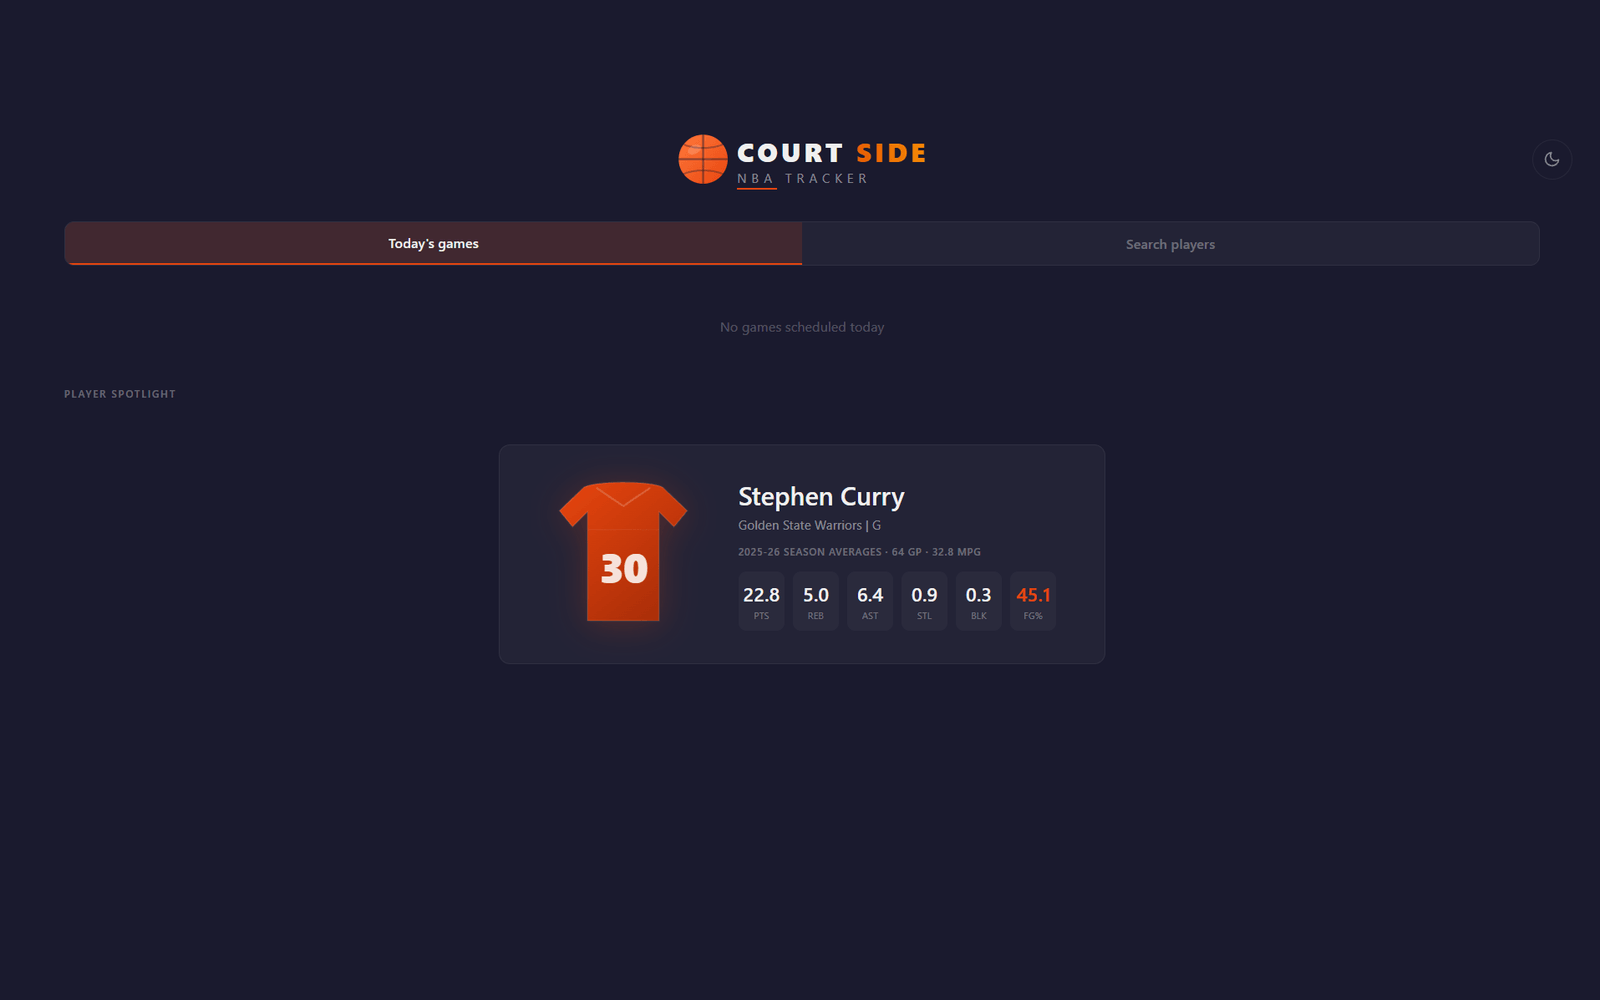 COURT SIDE
NBA TRACKER
Today's games
Search players
No games scheduled today
PLAYER SPOTLIGHT
30
Stephen Curry
Golden State Warriors | G
2025-26 SEASON AVERAGES · 64 GP · 32.8 MPG
22.8 5.0 6.4 0.9 0.3 45.1
PTS REB AST STL BLK FG%